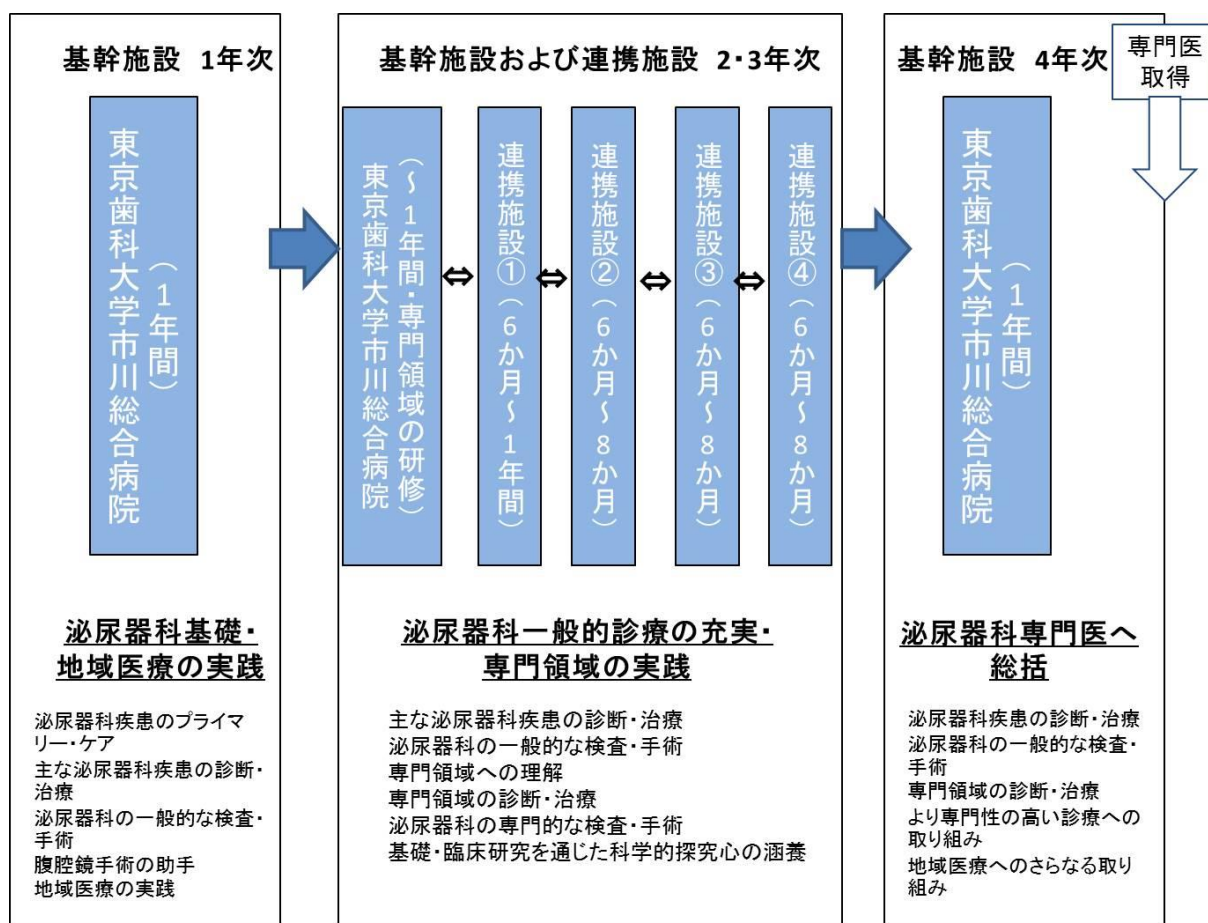 基幹施設 1年次
東京歯科大学市川総合病院
(1年間)
泌尿器科基礎・
地域医療の実践
泌尿器科疾患のプライマ
リー・ケア
主な泌尿器科疾患の診断・
治療
泌尿器科の一般的な検査・
手術
腹腔鏡手術の助手
地域医療の実践
基幹施設および連携施設 2・3年次
(~1年間・専門領域の研修)
東京歯科大学市川総合病院
⇔
連携施設①(6か月~1年間)
⇔
連携施設②(6か月~8か月)
⇔
連携施設③(6か月~8か月)
⇔
連携施設④(6か月~8か月)
泌尿器科一般的診療の充実・
専門領域の実践
主な泌尿器科疾患の診断・治療
泌尿器科の一般的な検査・手術
専門領域への理解
専門領域の診断・治療
泌尿器科の専門的な検査・手術
基礎・臨床研究を通じた科学的探究心の涵養
基幹施設 4年次
東京歯科大学市川総合病院
(1年間)
泌尿器科専門医へ
総括
泌尿器科疾患の診断・治療
泌尿器科の一般的な検査・
手術
専門領域の診断・治療
より専門性の高い診療への
取り組み
地域医療へのさらなる取り
組み
専門医
取得